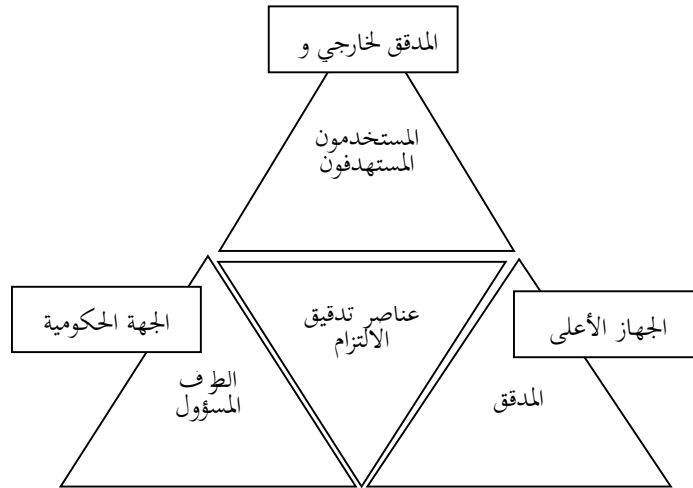 المدقق لخارجي و
المستخدمون
المستهدفون
الجهة الحكومية
عناصر تدقيق
الالتزام
الجهاز الأعلى
الطرف
المسؤول
المدقق